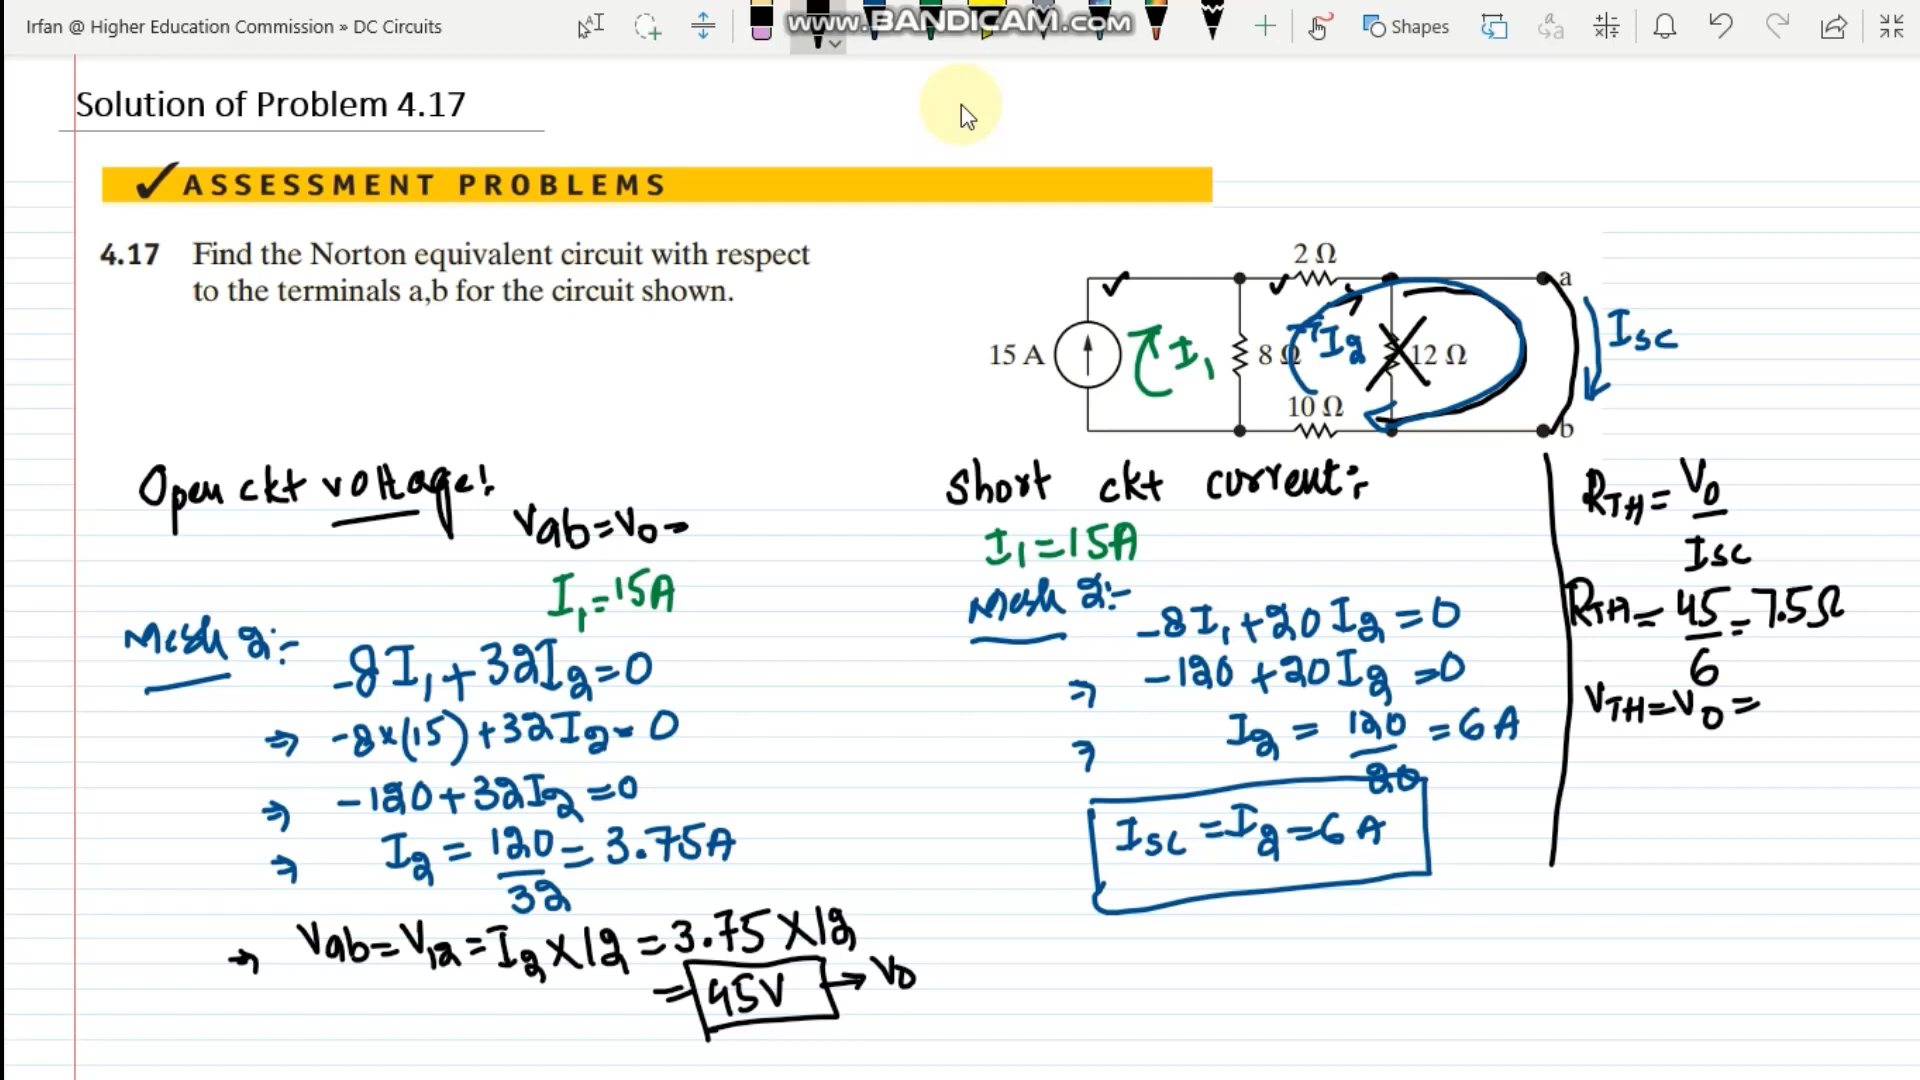 Irfan @ Higher Education Commission » DC Circuits
www.BANDICAM.com
Shapes
Solution of Problem 4.17
ASSESSMENT PROBLEMS
4.17 Find the Norton equivalent circuit with respect
to the terminals a,b for the circuit shown.
2 Ω
a
15 A
I₁
8 Ω
I₂
12 Ω
Isc
10 Ω
b
Open ckt voltage:
Vab=V0=
I₁=15A
Mesh 2:-
-8I₁+32I₂=0
⇒ -8×(15)+32I₂=0
⇒ -120+32I₂=0
⇒ I₂ = 120/32 = 3.75A
⇒ Vab=V12=I₂×12=3.75×12
=45V → V0
Short ckt current:-
I₁=15A
Mesh 2:-
-8I₁+20I₂=0
⇒ -120+20I₂=0
⇒ I₂ = 120/20 = 6A
Isc=I₂=6A
RTH=V0/Isc
RTH=45/6=7.5Ω
VTH=V0=